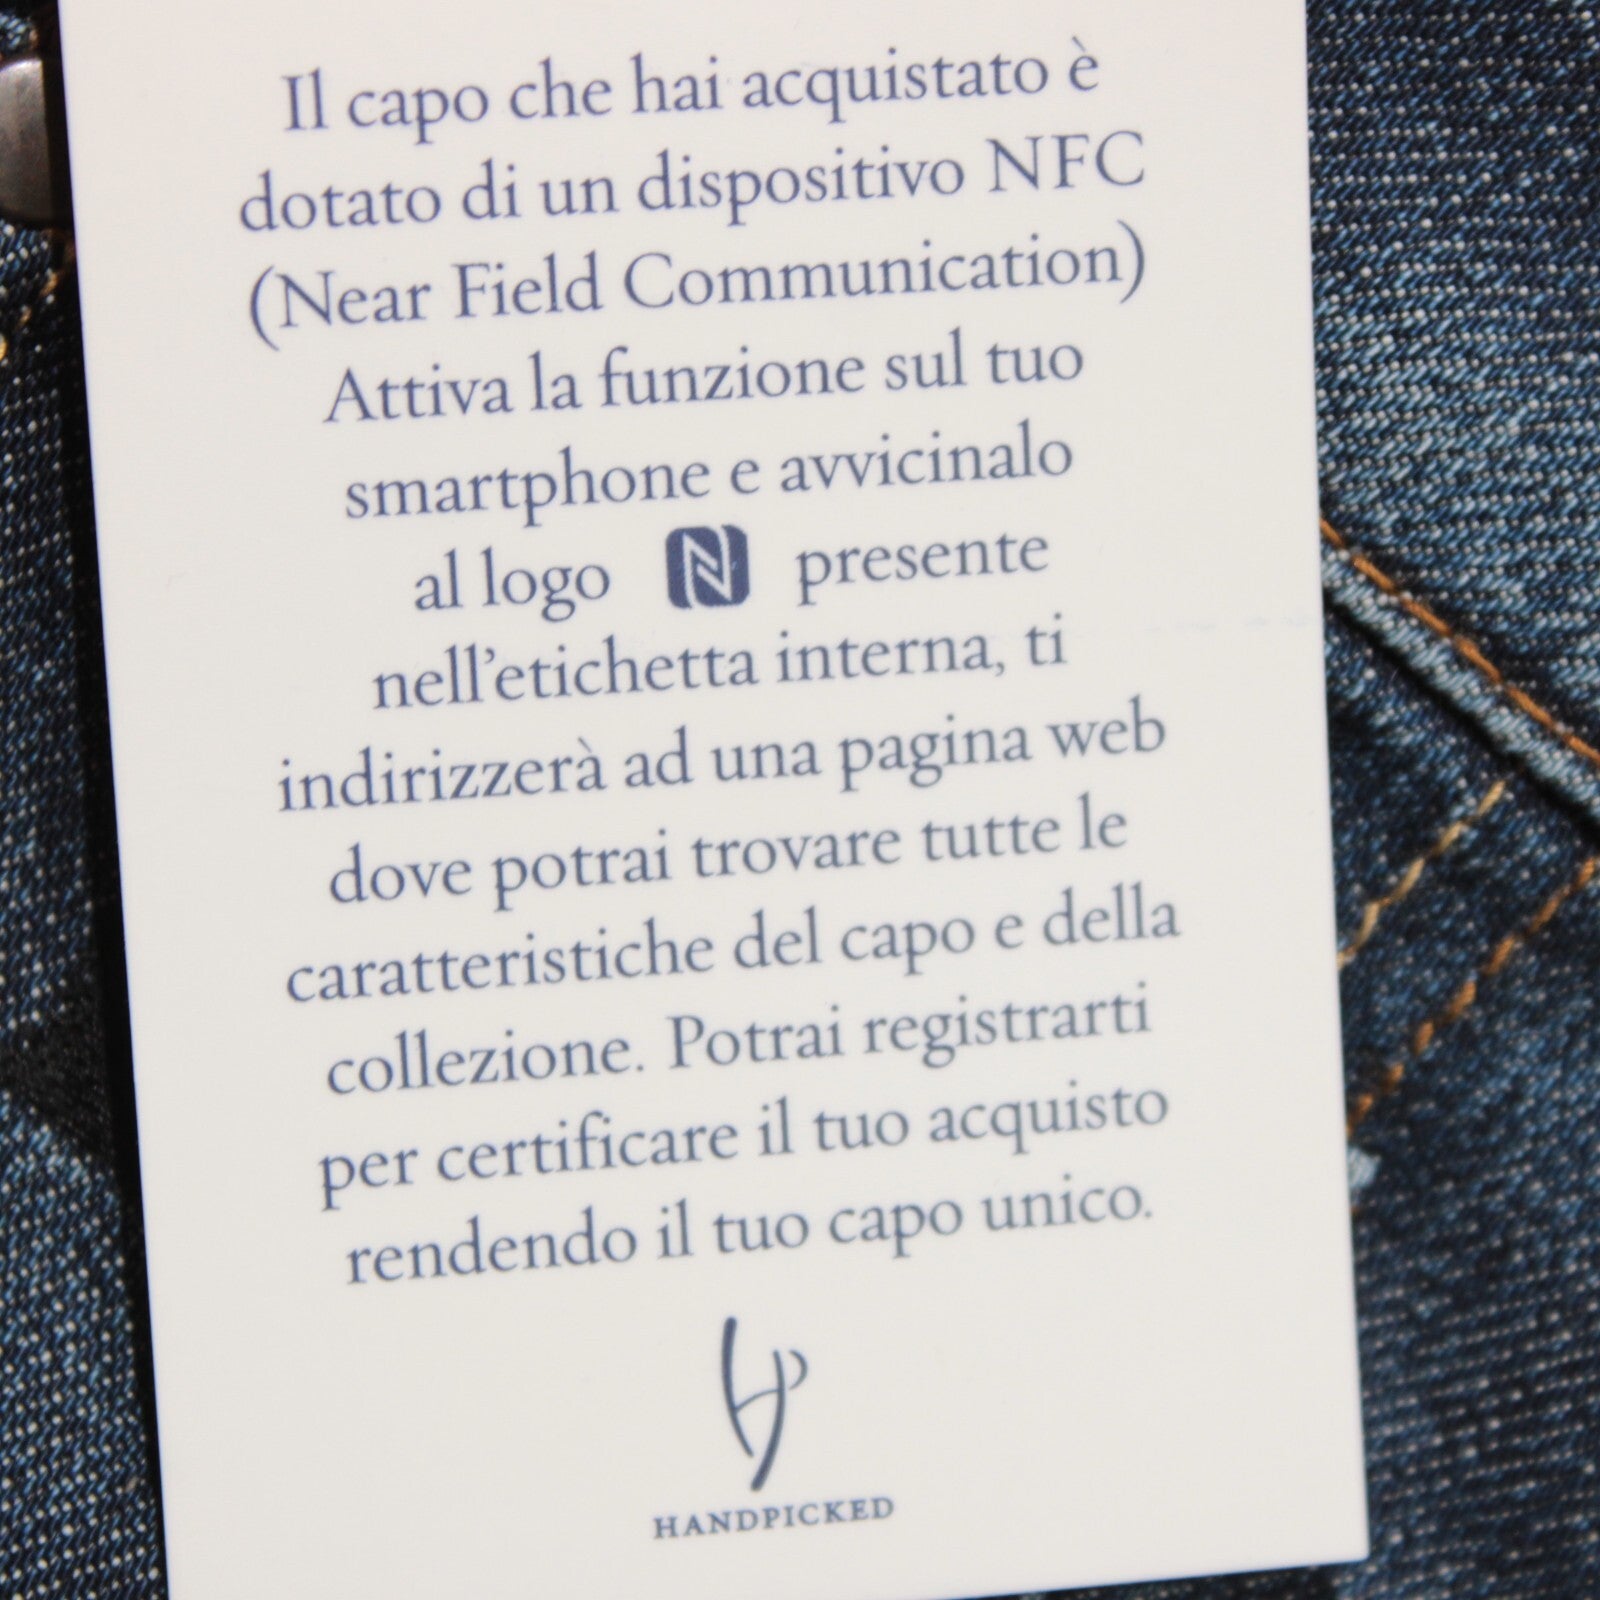 Il capo che hai acquistato è
dotato di un dispositivo NFC
(Near Field Communication)
Attiva la funzione sul tuo
smartphone e avvicinalo
al logo N presente
nell'etichetta interna, ti
indirizzerà ad una pagina web
dove potrai trovare tutte le
caratteristiche del capo e della
collezione. Potrai registrarti
per certificare il tuo acquisto
rendendo il tuo capo unico.
HANDPICKED